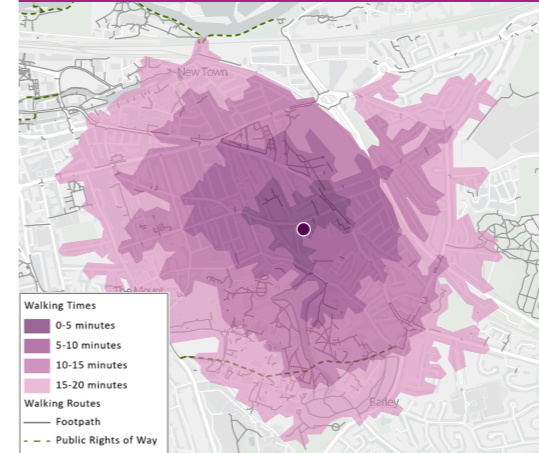 New Town
The Mount
Earley
Walking Times
0-5 minutes
5-10 minutes
10-15 minutes
15-20 minutes
Walking Routes
Footpath
Public Rights of Way